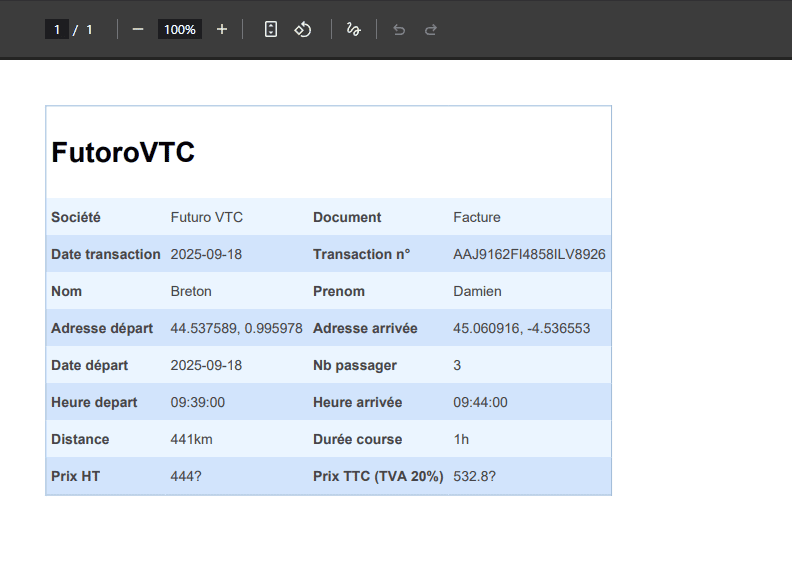 1 / 1 100%
FutoroVTC
Société Futuro VTC Document Facture
Date transaction 2025-09-18 Transaction n° AAJ9162FI4858ILV8926
Nom Breton Prenom Damien
Adresse départ 44.537589, 0.995978 Adresse arrivée 45.060916, -4.536553
Date départ 2025-09-18 Nb passager 3
Heure depart 09:39:00 Heure arrivée 09:44:00
Distance 441km Durée course 1h
Prix HT 444? Prix TTC (TVA 20%) 532.8?